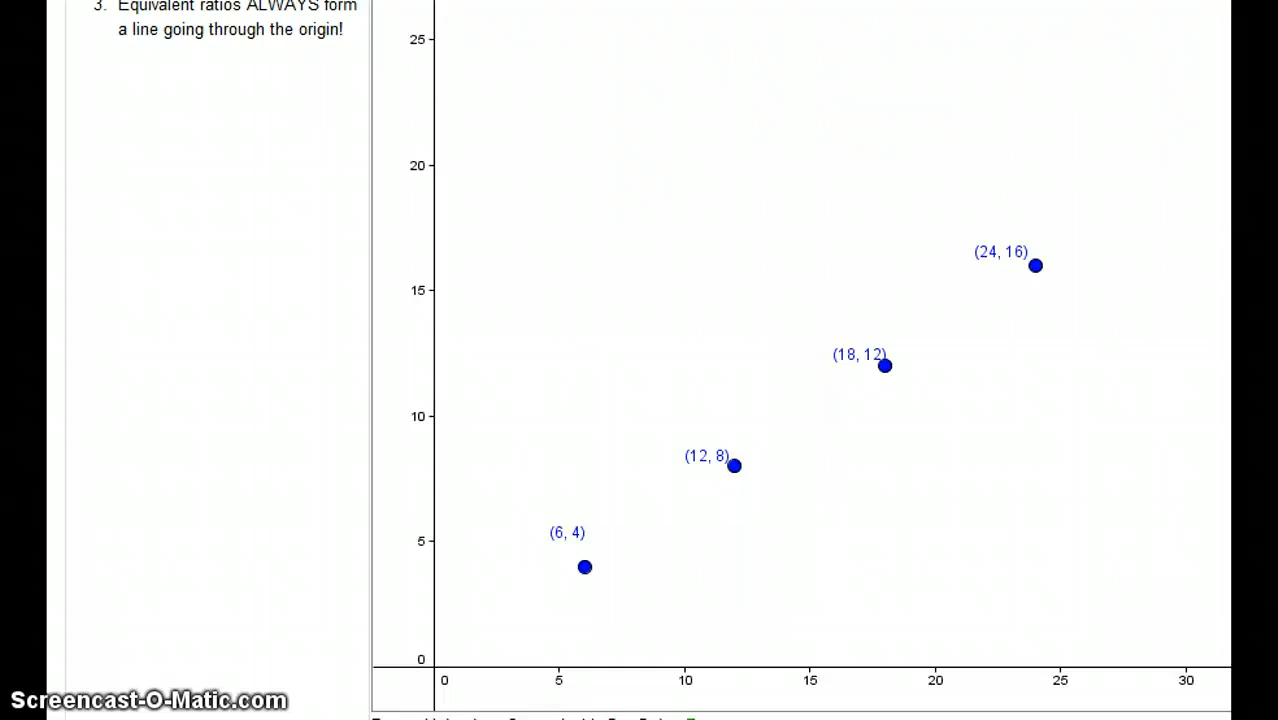 3. Equivalent ratios ALWAYS form
a line going through the origin!
25
20
(24, 16)
15
(18, 12)
10
(12, 8)
(6, 4)
5
0
0 5 10 15 20 25 30
Screencast-O-Matic.com